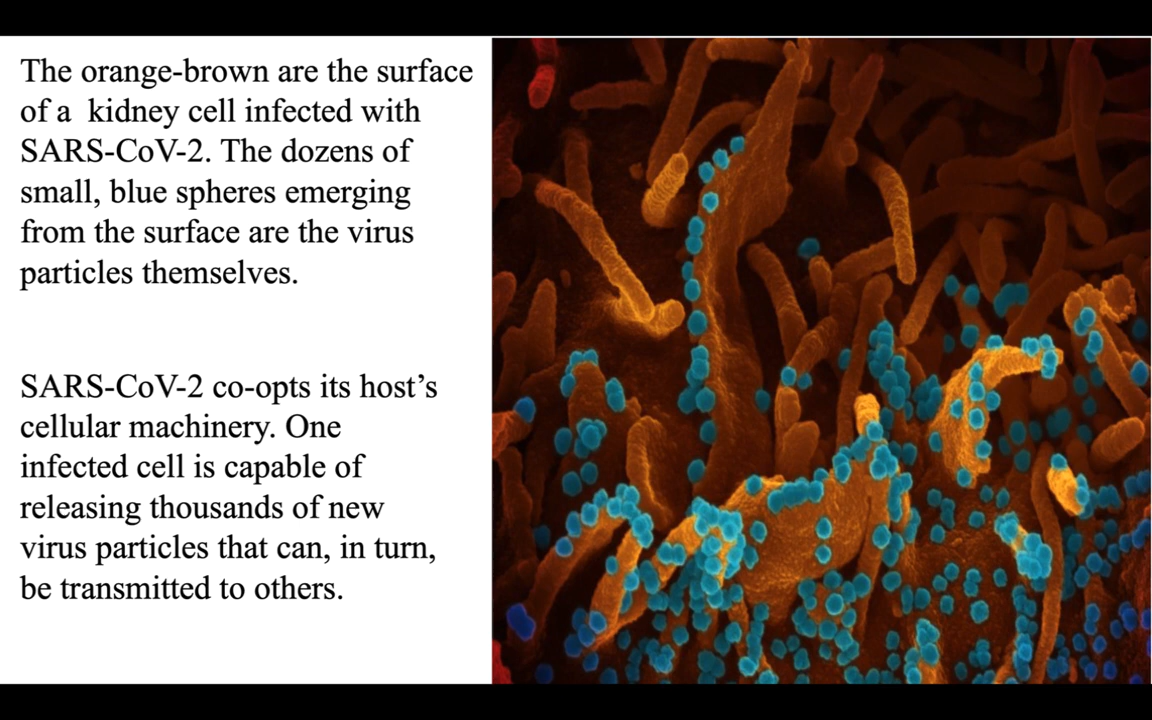 The orange-brown are the surface
of a  kidney cell infected with
SARS-CoV-2. The dozens of
small, blue spheres emerging
from the surface are the virus
particles themselves.
SARS-CoV-2 co-opts its host’s
cellular machinery. One
infected cell is capable of
releasing thousands of new
virus particles that can, in turn,
be transmitted to others.